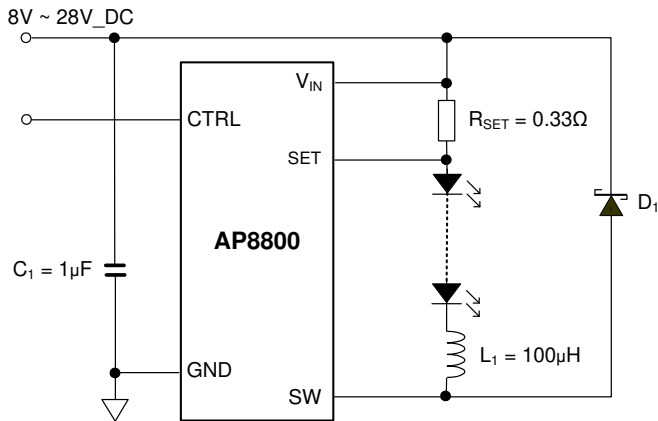 8V ~ 28V_DC
V_IN
CTRL
R_SET = 0.33Ω
SET
D_1
AP8800
C_1 = 1µF
L_1 = 100µH
GND
SW